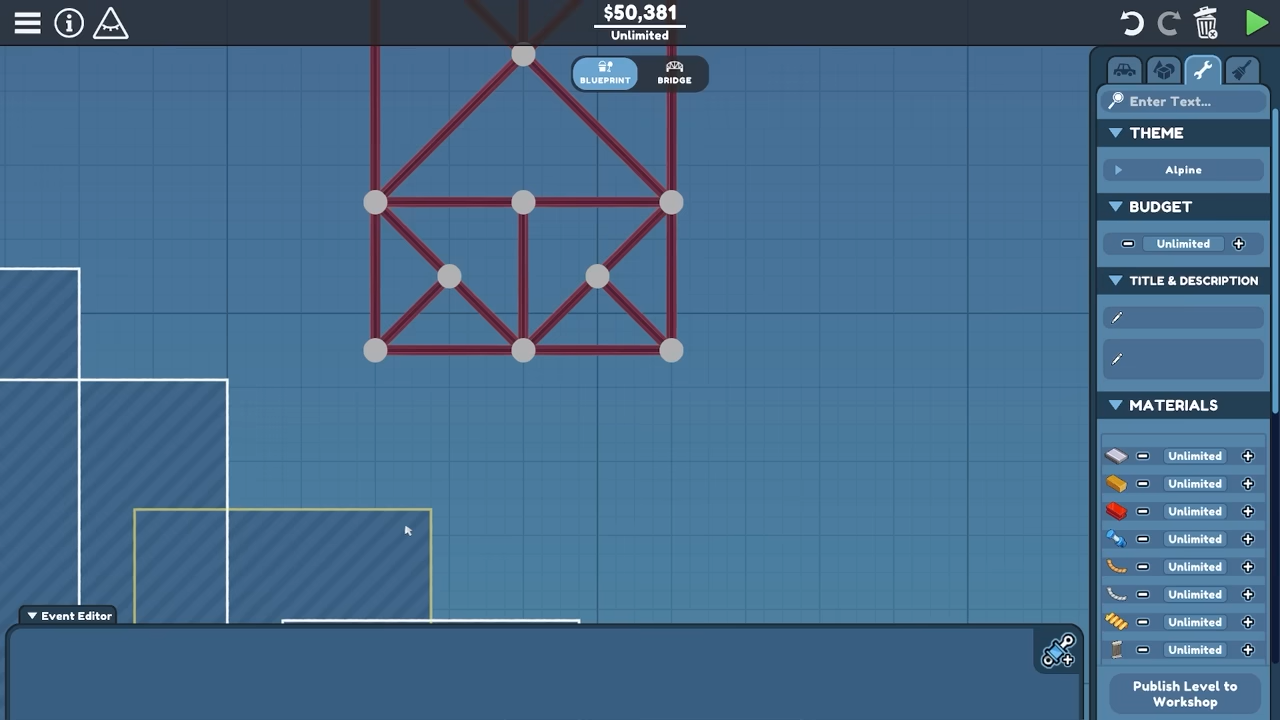 $50,381
Unlimited
BLUEPRINT
BRIDGE
Enter Text...
THEME
Alpine
BUDGET
Unlimited
TITLE & DESCRIPTION
MATERIALS
Unlimited
Unlimited
Unlimited
Unlimited
Unlimited
Unlimited
Unlimited
Unlimited
Publish Level to
Workshop
Event Editor